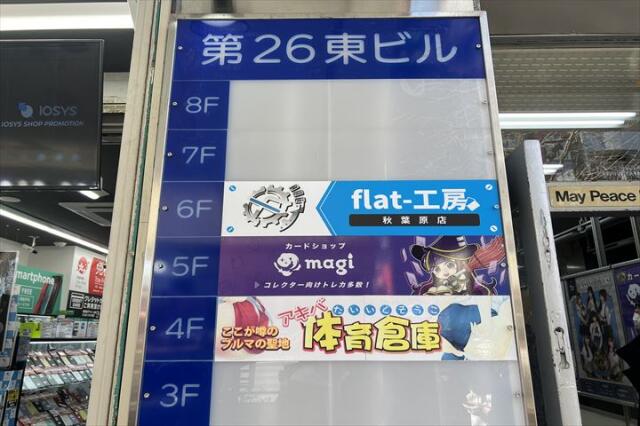 第26東ビル
8F
7F
6F
flat-工房
秋葉原店
5F
カードショップ
magi
コレクター向けトレカ多数!
4F
ここが噂の
ブルマの聖地
アキバ
たいいくそうこ
体育倉庫
3F
IOSYS
IOSYS SHOP PROMOTION
martphone
May Peace